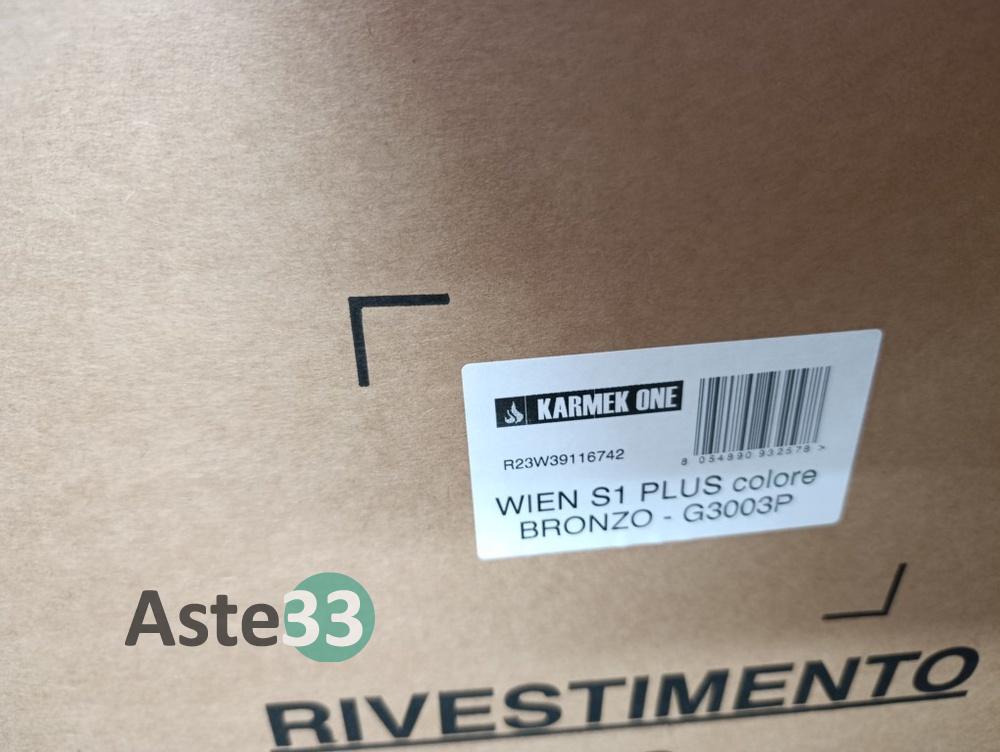 KARMEK ONE
R23W39116742
8 054890 932578 >
WIEN S1 PLUS colore
BRONZO - G3003P
Aste33
RIVESTIMENTO